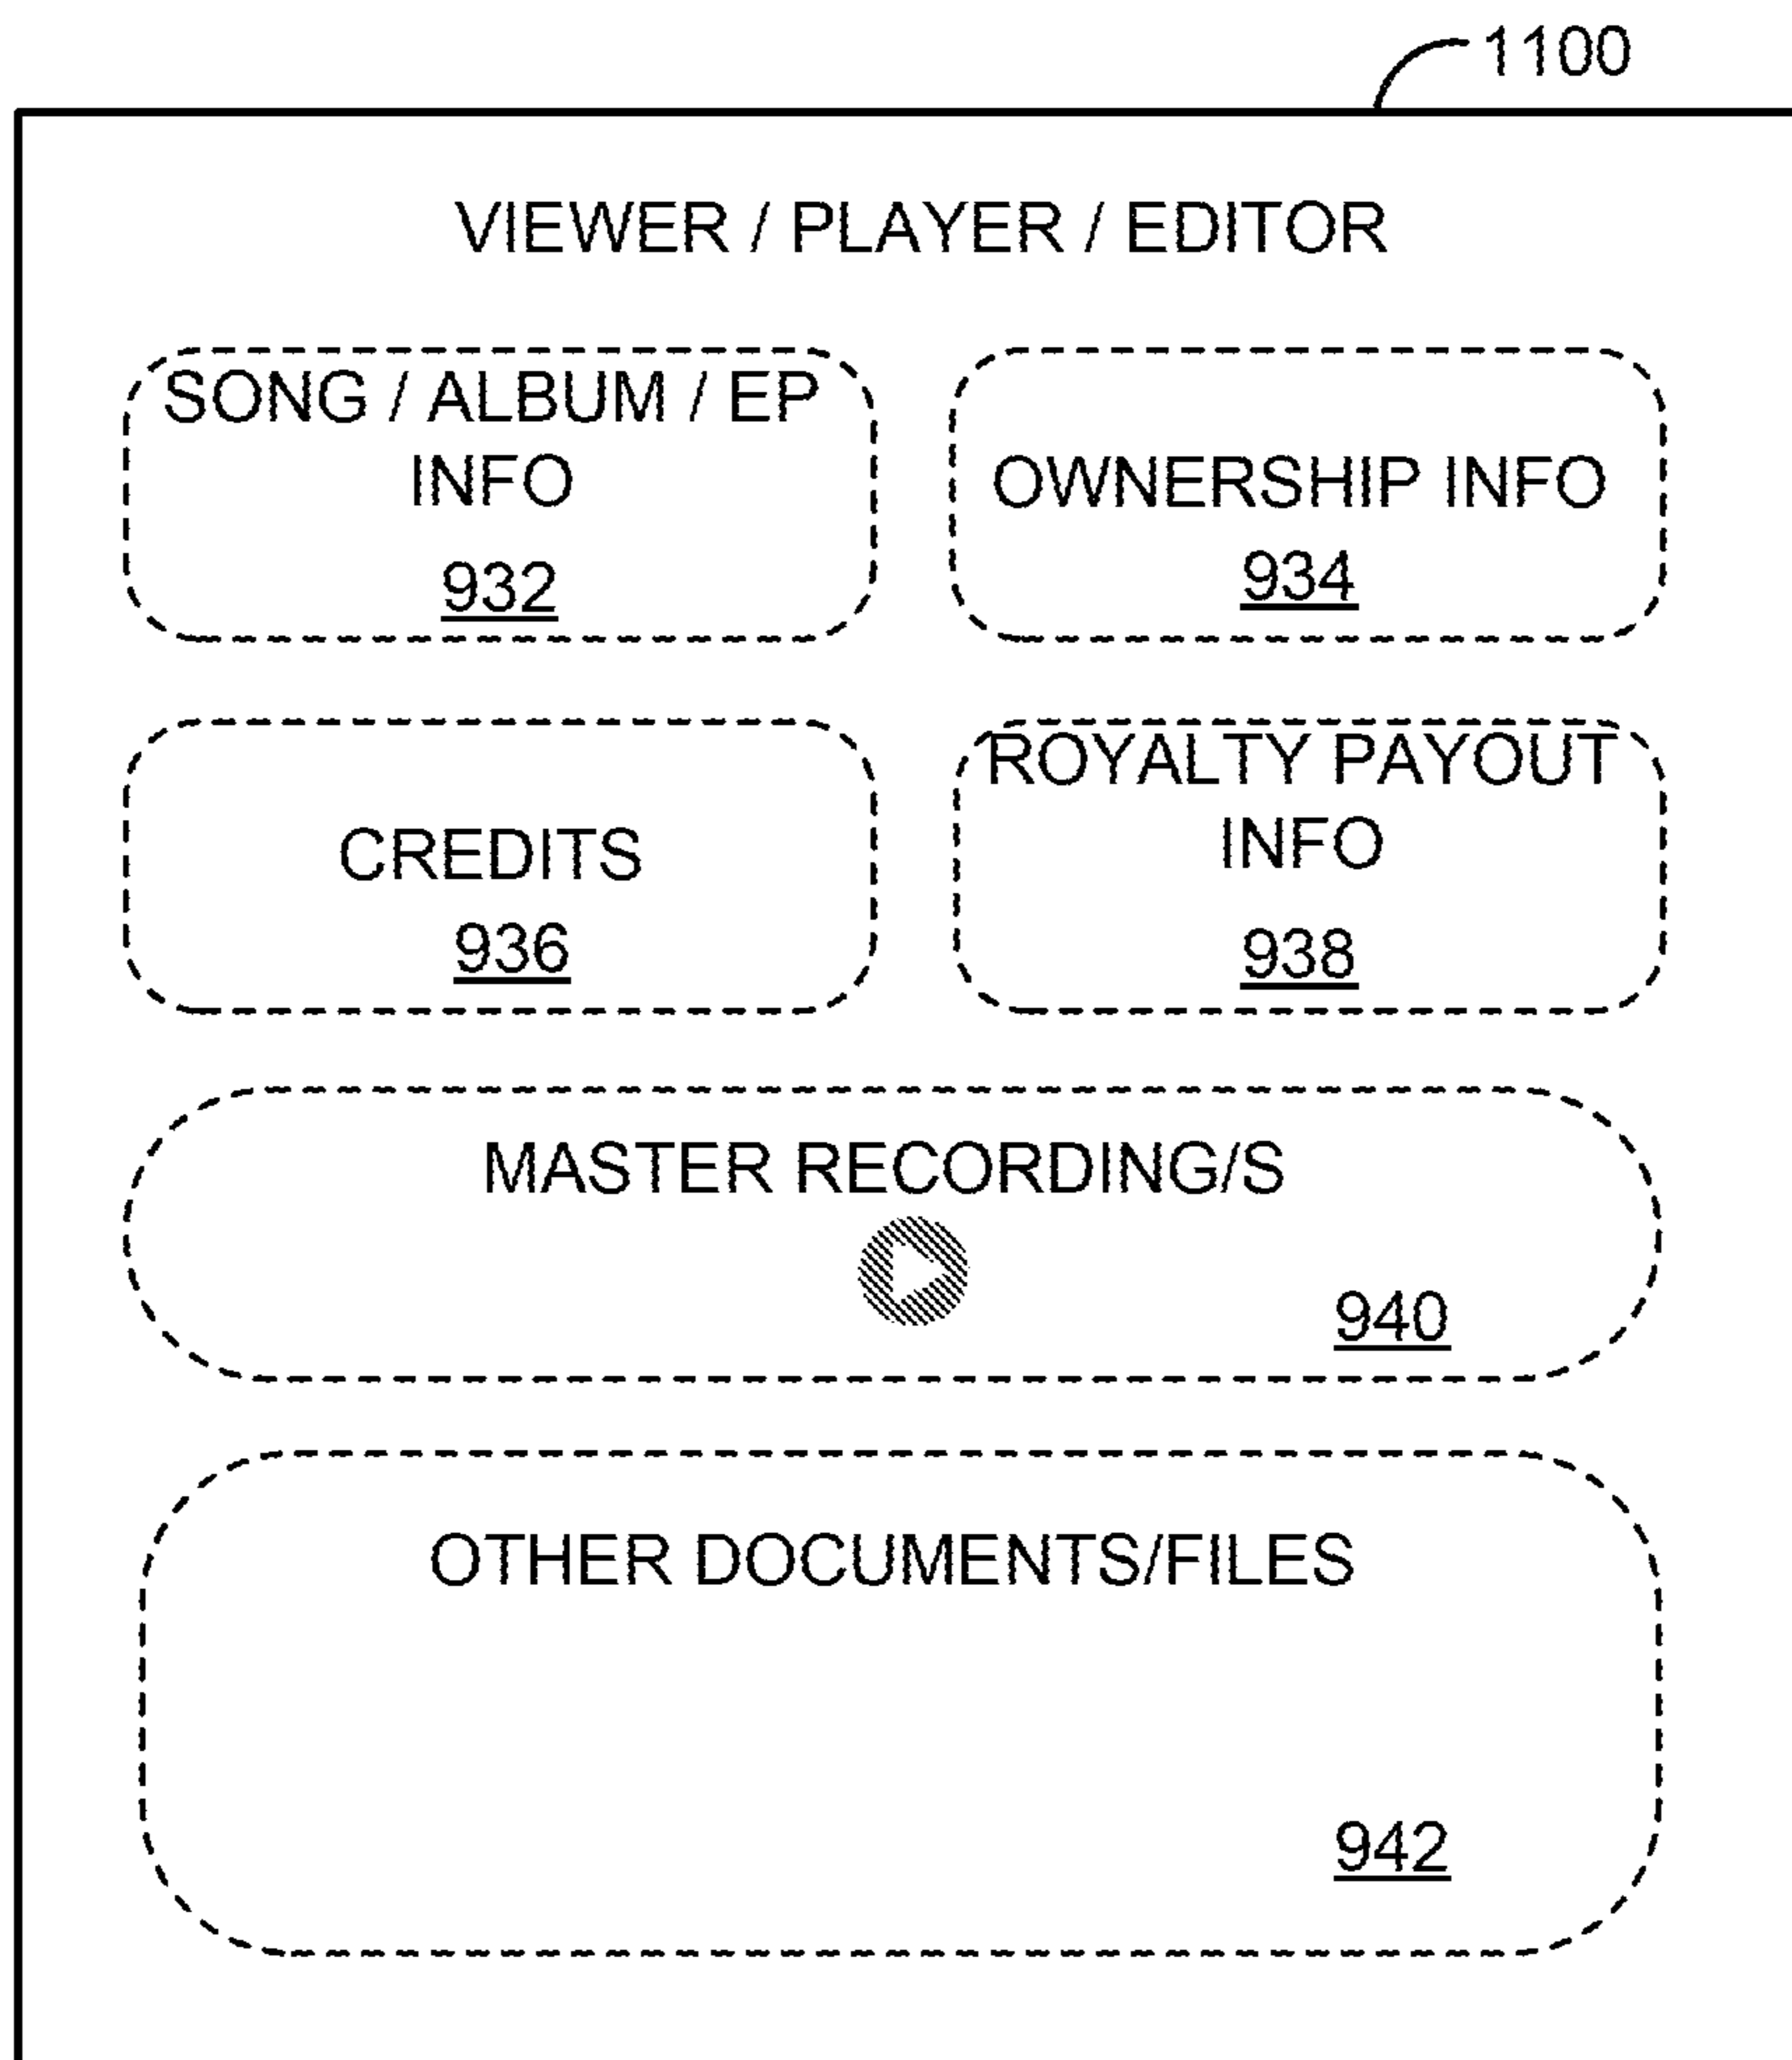 1100
VIEWER / PLAYER / EDITOR
SONG / ALBUM / EP
INFO
932
OWNERSHIP INFO
934
CREDITS
936
ROYALTY PAYOUT
INFO
938
MASTER RECORDING/S
940
OTHER DOCUMENTS/FILES
942